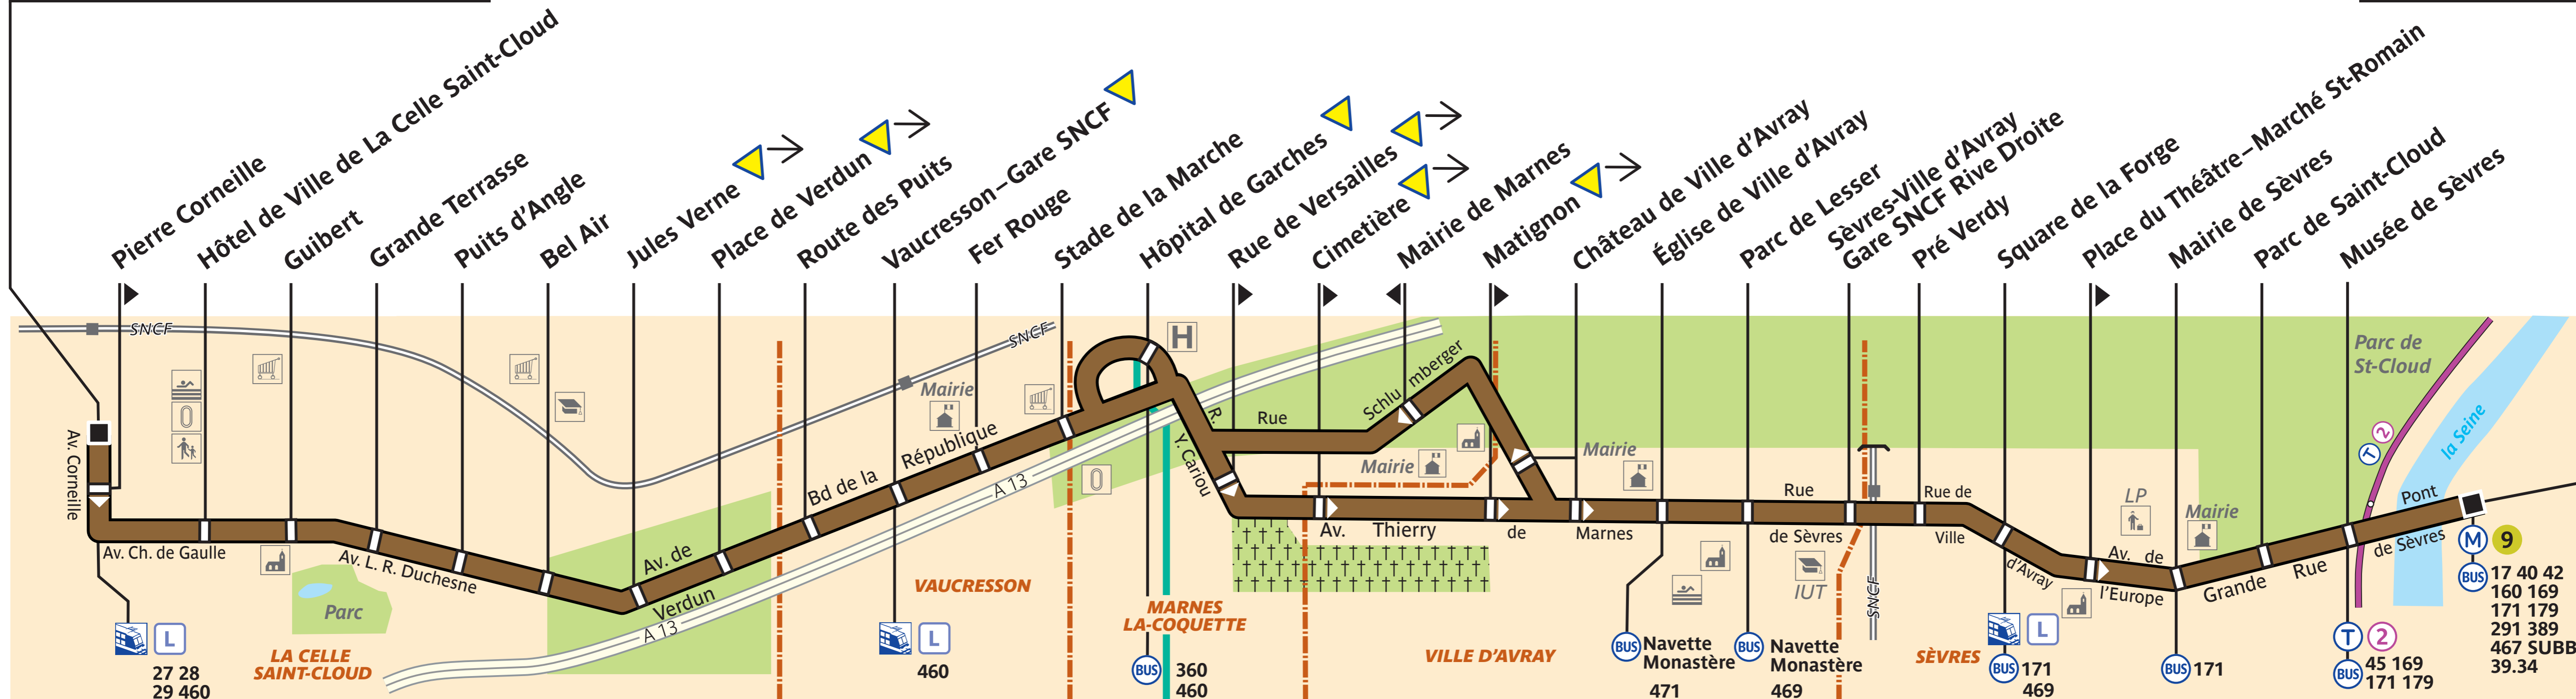 Pierre Corneille
Hôtel de Ville de La Celle Saint-Cloud
Guibert
Grande Terrasse
Puits d'Angle
Bel Air
Jules Verne
Place de Verdun
Route des Puits
Vaucresson – Gare SNCF
Fer Rouge
Stade de la Marche
Hôpital de Garches
Rue de Versailles
Cimetière
Mairie de Marnes
Matignon
Château de Ville d'Avray
Église de Ville d'Avray
Parc de Lesser
Sèvres-Ville d'Avray
Gare SNCF Rive Droite
Pré Verdy
Square de la Forge
Place du Théâtre – Marché St-Romain
Mairie de Sèvres
Parc de Saint-Cloud
Musée de Sèvres
SNCF
SNCF
H
Parc de
St-Cloud
Mairie
Av. Corneille
Bd de la République
R. Y. Cariou
Rue Schlumberger
Mairie
Mairie
T 2
la Seine
A 13
Av. Ch. de Gaulle
Av. L. R. Duchesne
Av. de Verdun
A 13
Av. Thierry de Marnes
Rue de Sèvres
Rue de Ville d'Avray
Av. de l'Europe
Grande Rue
Pont de Sèvres
LP
Mairie
IUT
SNCF
Parc
LA CELLE
SAINT-CLOUD
VAUCRESSON
MARNES
LA-COQUETTE
VILLE D'AVRAY
SÈVRES
L
27 28
29 460
L
460
BUS 360
460
BUS Navette
Monastère
471
BUS Navette
Monastère
469
L
BUS 171
469
BUS 171
T 2
BUS 45 169
171 179
M 9
BUS 17 40 42
160 169
171 179
291 389
467 SUBB
39.34